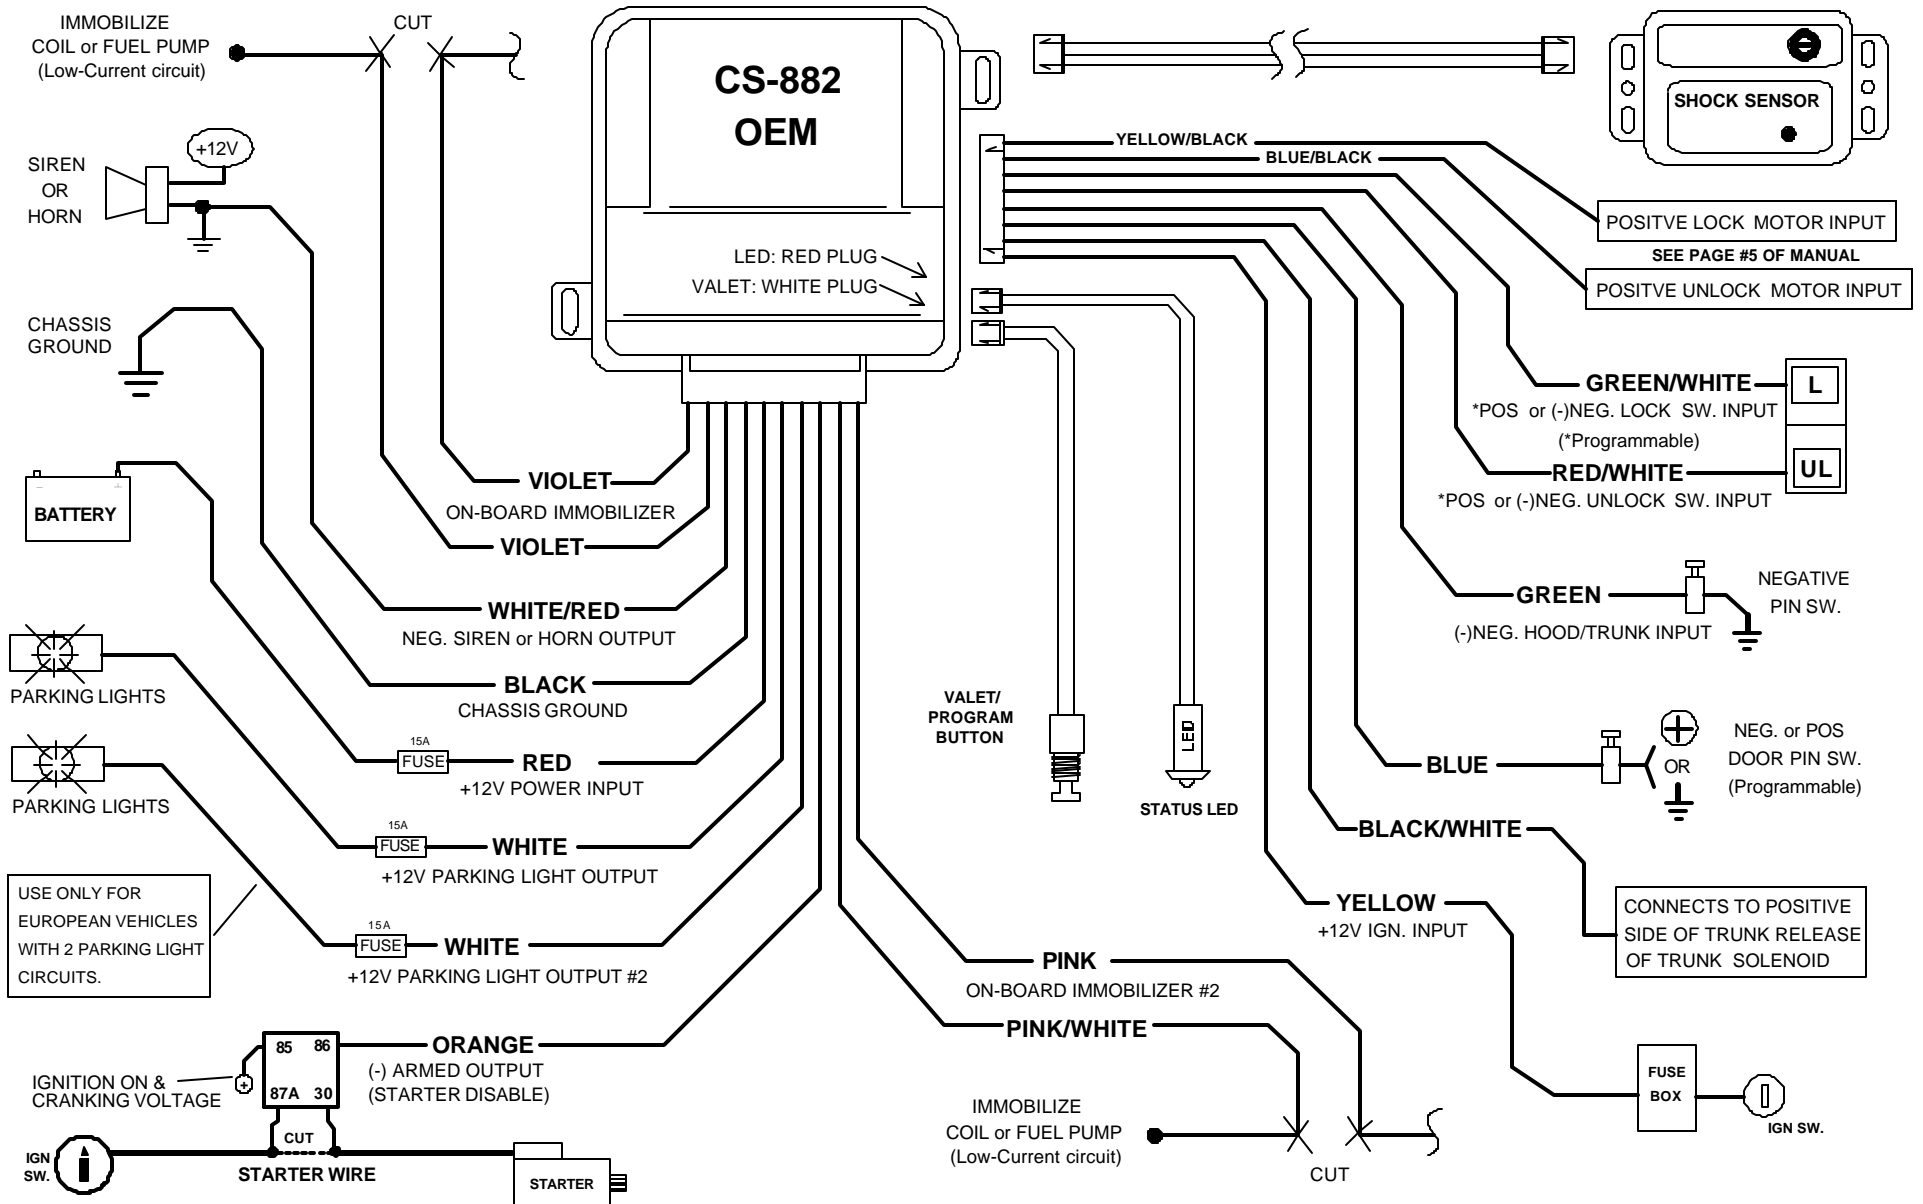 IMMOBILIZE
COIL or FUEL PUMP
(Low-Current circuit)
CUT
CS-882
OEM
SHOCK SENSOR
+12V
SIREN
OR
HORN
YELLOW/BLACK
BLUE/BLACK
POSITVE LOCK MOTOR INPUT
SEE PAGE #5 OF MANUAL
POSITVE UNLOCK MOTOR INPUT
LED: RED PLUG
VALET: WHITE PLUG
CHASSIS
GROUND
GREEN/WHITE
L
*POS or (-)NEG. LOCK SW. INPUT
(*Programmable)
RED/WHITE
UL
*POS or (-)NEG. UNLOCK SW. INPUT
- +
BATTERY
VIOLET
ON-BOARD IMMOBILIZER
VIOLET
WHITE/RED
NEG. SIREN or HORN OUTPUT
GREEN
(-)NEG. HOOD/TRUNK INPUT
NEGATIVE
PIN SW.
PARKING LIGHTS
BLACK
CHASSIS GROUND
VALET/
PROGRAM
BUTTON
LED
STATUS LED
BLUE
+
OR
NEG. or POS
DOOR PIN SW.
(Programmable)
PARKING LIGHTS
15A
FUSE
RED
+12V POWER INPUT
15A
FUSE
WHITE
+12V PARKING LIGHT OUTPUT
BLACK/WHITE
CONNECTS TO POSITIVE
SIDE OF TRUNK RELEASE
OF TRUNK SOLENOID
USE ONLY FOR
EUROPEAN VEHICLES
WITH 2 PARKING LIGHT
CIRCUITS.
15A
FUSE
WHITE
+12V PARKING LIGHT OUTPUT #2
YELLOW
+12V IGN. INPUT
PINK
ON-BOARD IMMOBILIZER #2
PINK/WHITE
85 86
87A 30
ORANGE
(-) ARMED OUTPUT
(STARTER DISABLE)
IGNITION ON &
CRANKING VOLTAGE
+
CUT
IGN
SW.
STARTER WIRE
STARTER
IMMOBILIZE
COIL or FUEL PUMP
(Low-Current circuit)
CUT
FUSE
BOX
IGN SW.